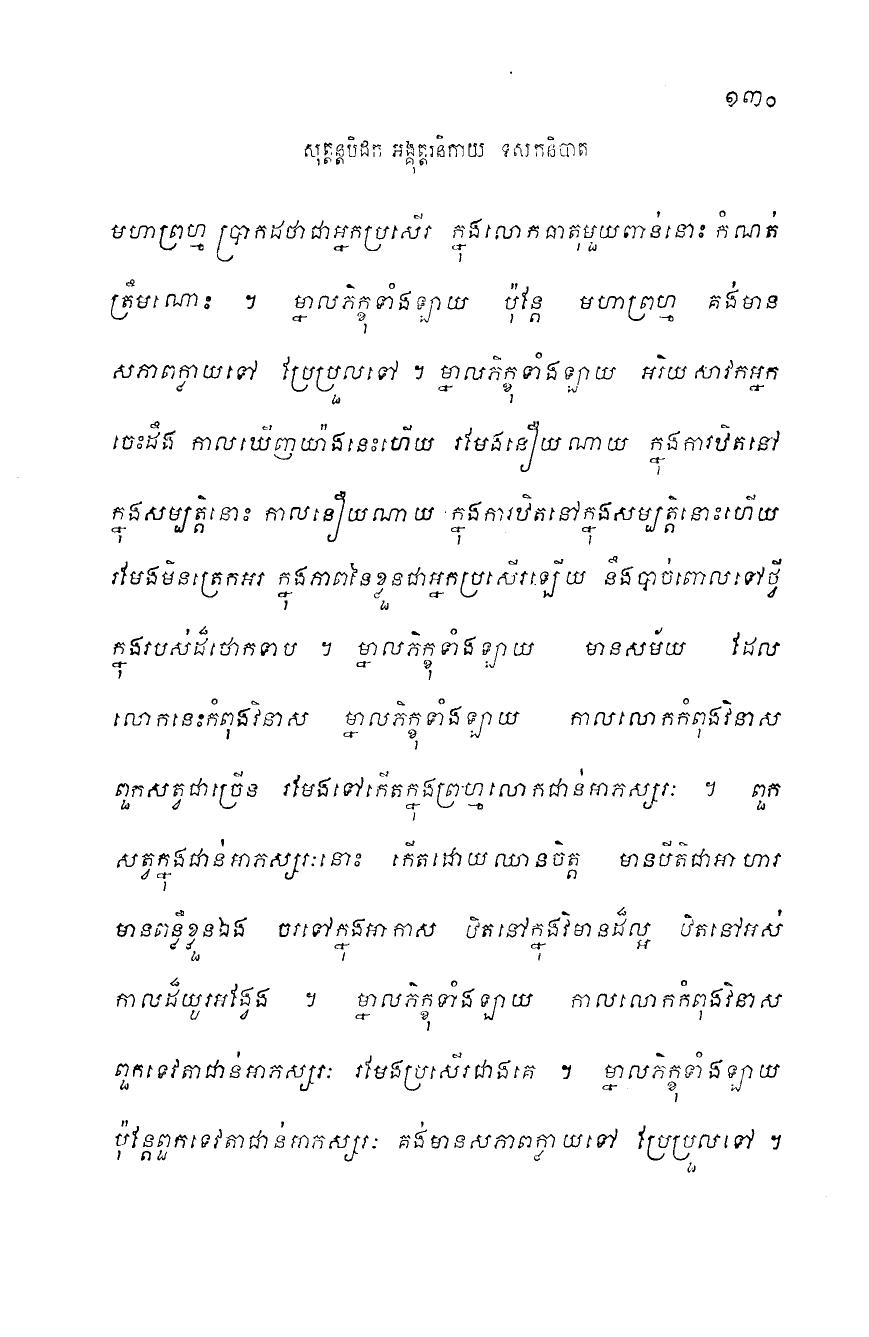 ១៣០
សុត្តន្តបិដក អង្គុត្តរនិកាយ ទសកនិបាត
មហាព្រហ្ម ប្រាកដថាជាអ្នកប្រសើរ ក្នុងលោកធាតុមួយពាន់នោះ កំណត់
ត្រឹមណោះ ។ ម្នាលភិក្ខុទាំងឡាយ ប៉ុន្តែ មហាព្រហ្ម គង់មាន
សភាពក្លាយទៅ ប្រែប្រួលទៅ ។ ម្នាលភិក្ខុទាំងឡាយ អរិយសាវកអ្នក
ចេះដឹង កាលឃើញយ៉ាងនេះហើយ រមែងនឿយណាយ ក្នុងការឋិតនៅ
ក្នុងសម្បត្តិនោះ កាលនឿយណាយ ក្នុងការឋិតនៅក្នុងសម្បត្តិនោះហើយ
រមែងមិនត្រេកអរ ក្នុងភាពនៃខ្លួនជាអ្នកប្រសើរឡើយ នឹងបាច់ពោលទៅថ្វី
ក្នុងរបស់ដ៏ថោកទាប ។ ម្នាលភិក្ខុទាំងឡាយ មានសម័យ ដែល
លោកនេះកំពុងវិនាស ម្នាលភិក្ខុទាំងឡាយ កាលលោកកំពុងវិនាស
ពួកសត្វជាច្រើន រមែងទៅកើតក្នុងព្រហ្មលោកជាន់អាភស្សរៈ ។ ពួក
សត្វក្នុងជាន់អាភស្សរៈនោះ កើតដោយឈានចិត្ត មានបីតិជាអាហារ
មានពន្លឺខ្លួនឯង ចរទៅក្នុងអាកាស ឋិតនៅក្នុងវិមានដ៏ល្អ ឋិតនៅអស់
កាលដ៏យូរអង្វែង ។ ម្នាលភិក្ខុទាំងឡាយ កាលលោកកំពុងវិនាស
ពួកទេវតាជាន់អាភស្សរៈ រមែងប្រសើរជាងគេ ។ ម្នាលភិក្ខុទាំងឡាយ
ប៉ុន្តែពួកទេវតាជាន់អាភស្សរៈ គង់មានសភាពក្លាយទៅ ប្រែប្រួលទៅ ។